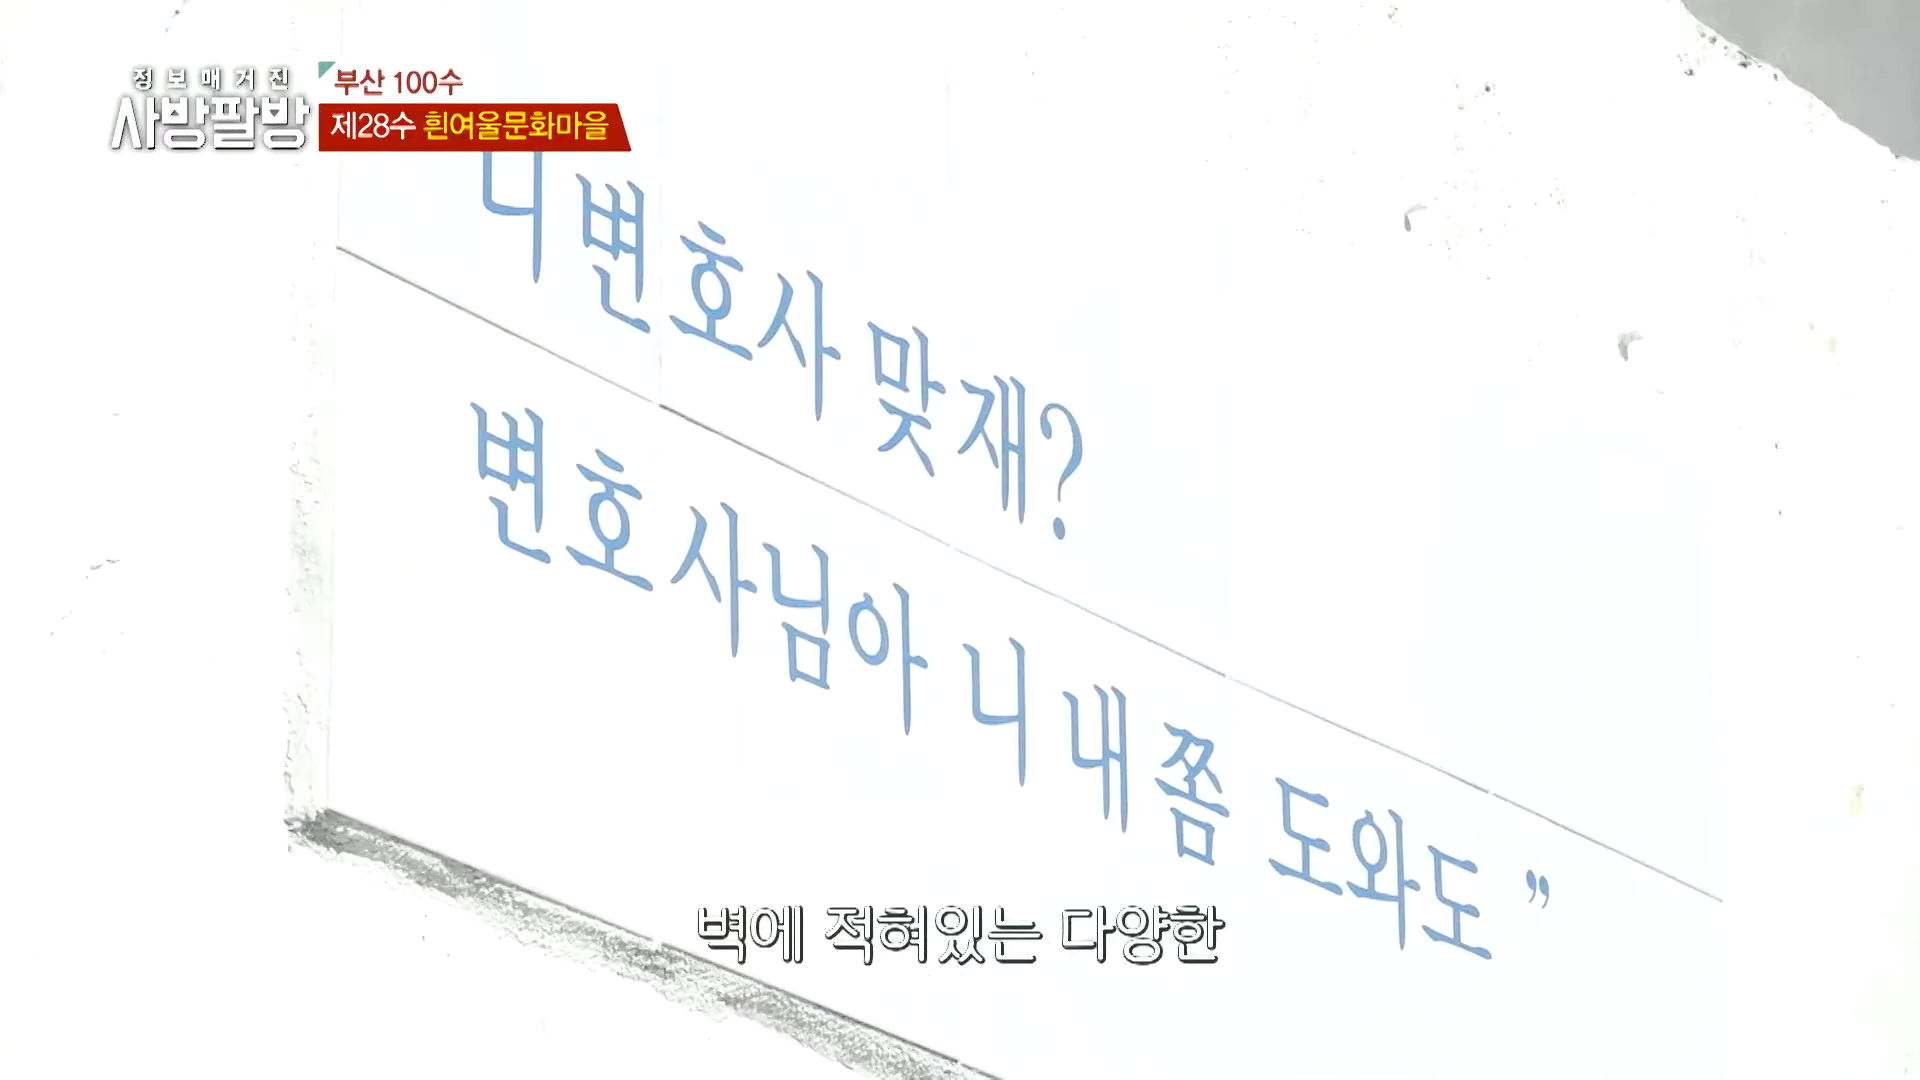 정보매거진
사방팔방
부산 100수
제28수 흰여울문화마을
니 변호사 맞재?
변호사님아 니 내 쫌 도와도 ”
벽에 적혀있는 다양한